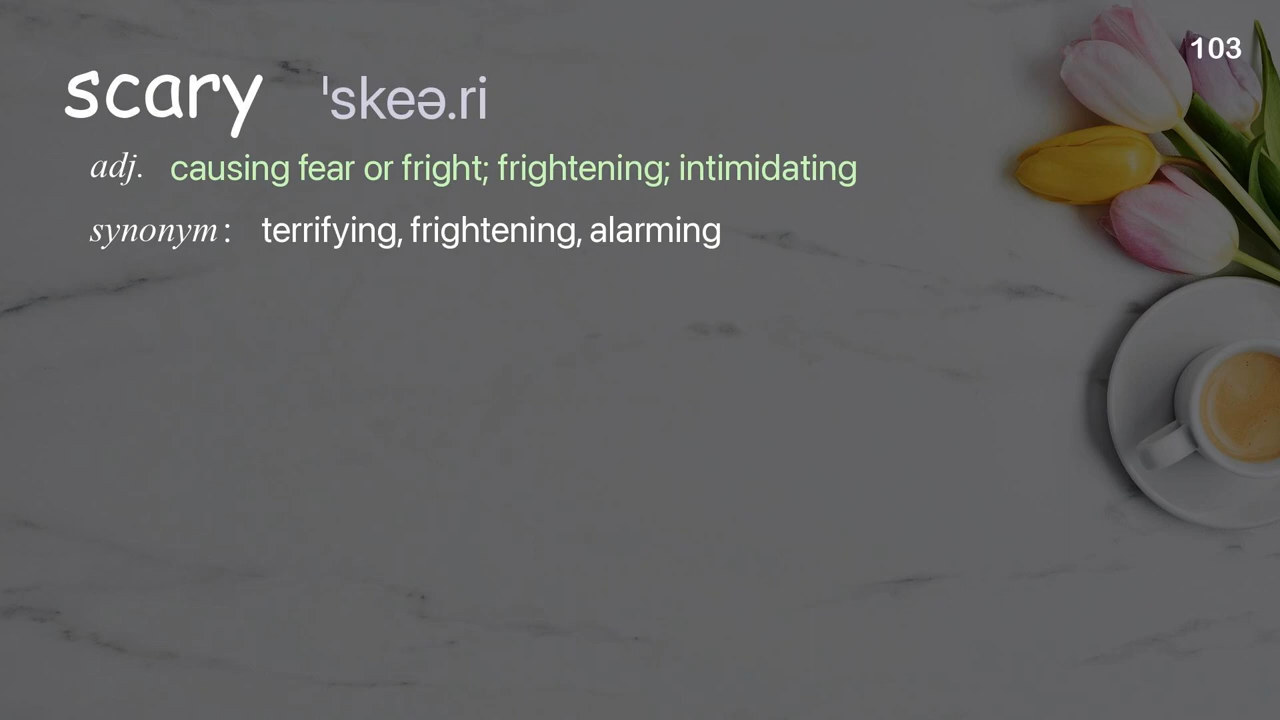 103
scary ˈskeə.ri
adj. causing fear or fright; frightening; intimidating
synonym: terrifying, frightening, alarming